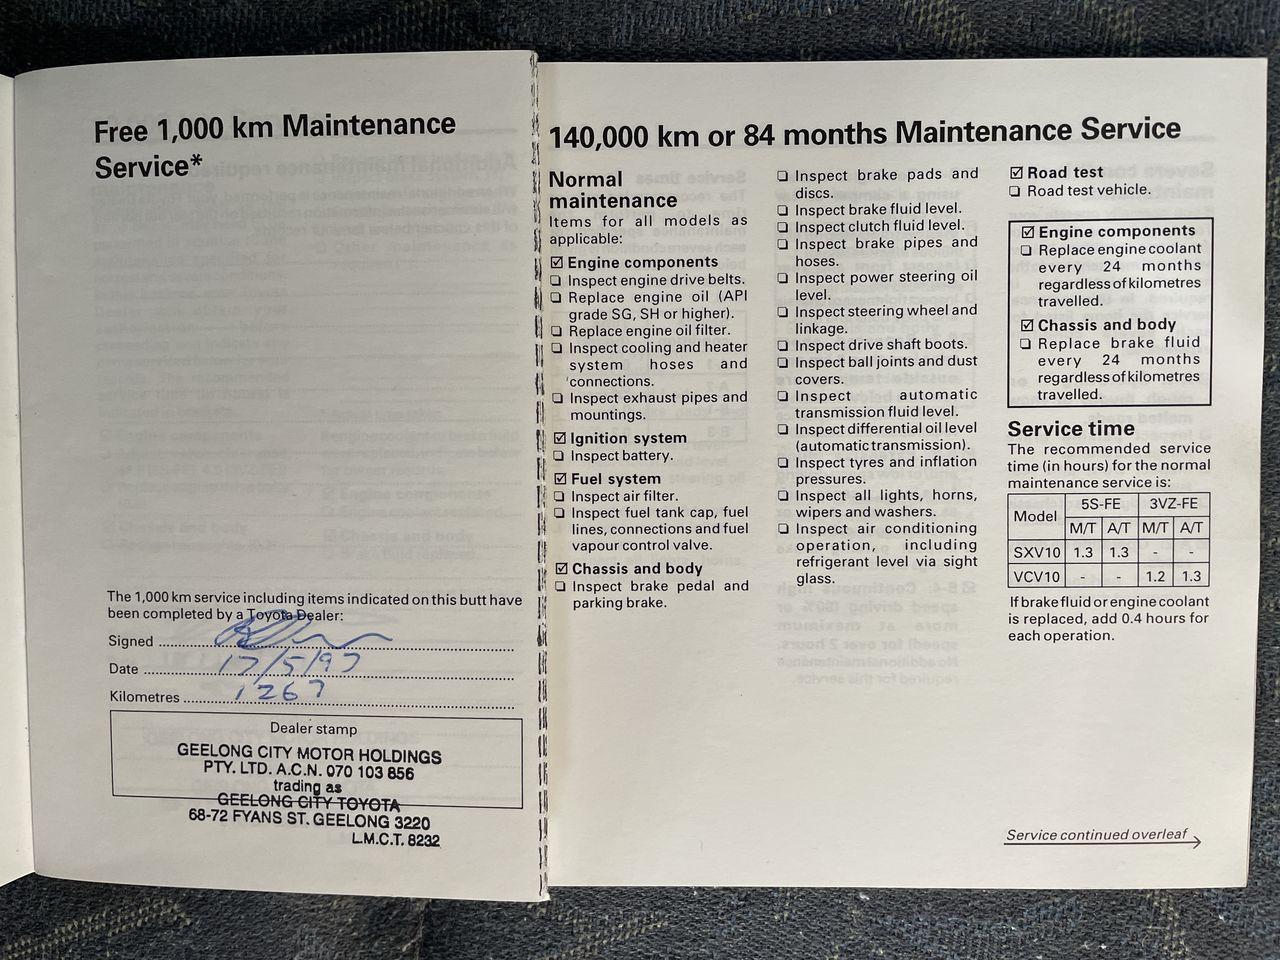 Free 1,000 km Maintenance
Service*
The 1,000 km service including items indicated on this butt have
been completed by a Toyota Dealer:
Signed
Date 17/5/97
Kilometres 1267
Dealer stamp
GEELONG CITY MOTOR HOLDINGS
PTY. LTD. A.C.N. 070 103 856
trading as
GEELONG CITY TOYOTA
68-72 FYANS ST. GEELONG 3220
L.M.C.T. 8232
140,000 km or 84 months Maintenance Service
Normal
maintenance
Items for all models as
applicable:
☑ Engine components
❏ Inspect engine drive belts.
❏ Replace engine oil (API
grade SG, SH or higher).
❏ Replace engine oil filter.
❏ Inspect cooling and heater
system hoses and
connections.
❏ Inspect exhaust pipes and
mountings.
☑ Ignition system
❏ Inspect battery.
☑ Fuel system
❏ Inspect air filter.
❏ Inspect fuel tank cap, fuel
lines, connections and fuel
vapour control valve.
☑ Chassis and body
❏ Inspect brake pedal and
parking brake.
❏ Inspect brake pads and
discs.
❏ Inspect brake fluid level.
❏ Inspect clutch fluid level.
❏ Inspect brake pipes and
hoses.
❏ Inspect power steering oil
level.
❏ Inspect steering wheel and
linkage.
❏ Inspect drive shaft boots.
❏ Inspect ball joints and dust
covers.
❏ Inspect automatic
transmission fluid level.
❏ Inspect differential oil level
(automatic transmission).
❏ Inspect tyres and inflation
pressures.
❏ Inspect all lights, horns,
wipers and washers.
❏ Inspect air conditioning
operation, including
refrigerant level via sight
glass.
☑ Road test
❏ Road test vehicle.
☑ Engine components
❏ Replace engine coolant
every 24 months
regardless of kilometres
travelled.
☑ Chassis and body
❏ Replace brake fluid
every 24 months
regardless of kilometres
travelled.
Service time
The recommended service
time (in hours) for the normal
maintenance service is:
Model 5S-FE 3VZ-FE
M/T A/T M/T A/T
SXV10 1.3 1.3 - -
VCV10 - - 1.2 1.3
If brake fluid or engine coolant
is replaced, add 0.4 hours for
each operation.
Service continued overleaf